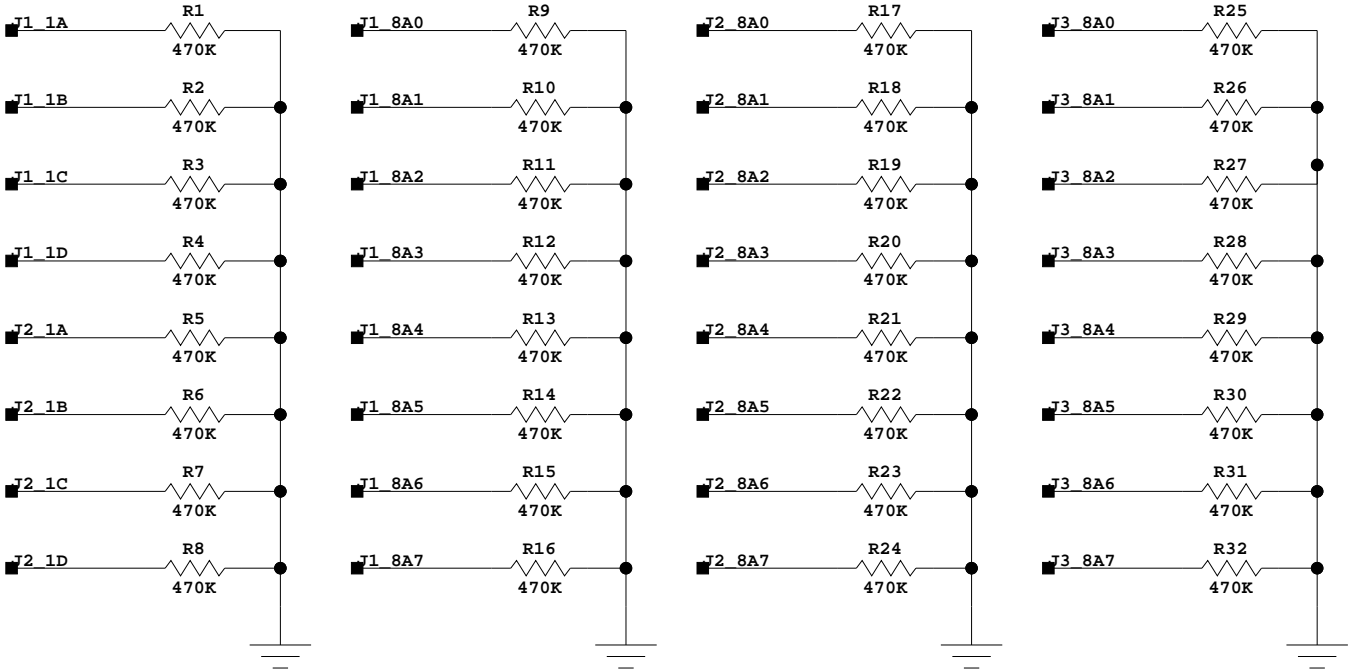 R1 R9 R17 R25
J1_1A J1_8A0 J2_8A0 J3_8A0
470K 470K 470K 470K
R2 R10 R18 R26
J1_1B J1_8A1 J2_8A1 J3_8A1
470K 470K 470K 470K
R3 R11 R19 R27
J1_1C J1_8A2 J2_8A2 J3_8A2
470K 470K 470K 470K
R4 R12 R20 R28
J1_1D J1_8A3 J2_8A3 J3_8A3
470K 470K 470K 470K
R5 R13 R21 R29
J2_1A J1_8A4 J2_8A4 J3_8A4
470K 470K 470K 470K
R6 R14 R22 R30
J2_1B J1_8A5 J2_8A5 J3_8A5
470K 470K 470K 470K
R7 R15 R23 R31
J2_1C J1_8A6 J2_8A6 J3_8A6
470K 470K 470K 470K
R8 R16 R24 R32
J2_1D J1_8A7 J2_8A7 J3_8A7
470K 470K 470K 470K